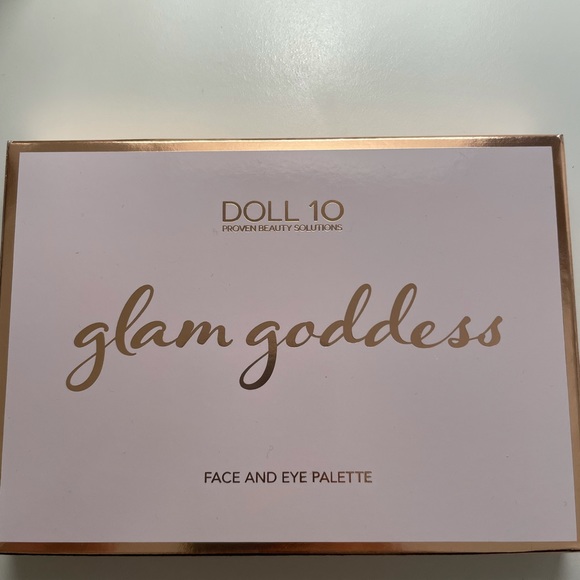 DOLL 10
PROVEN BEAUTY SOLUTIONS
glam goddess
FACE AND EYE PALETTE